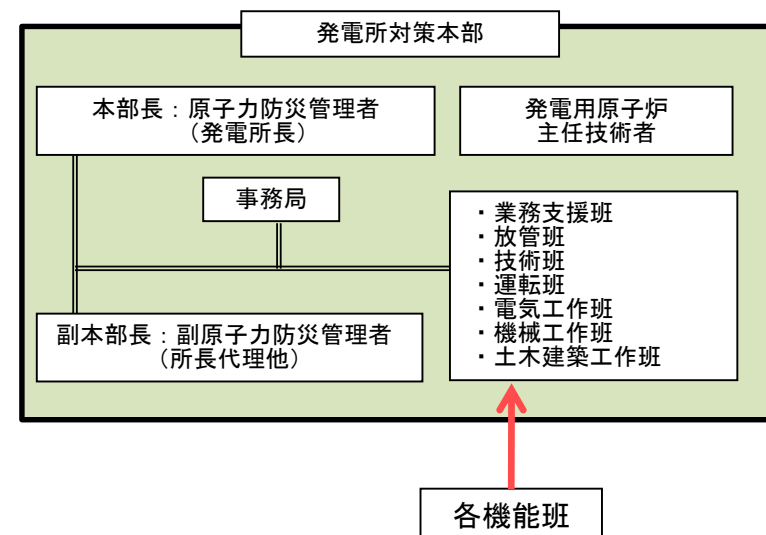 発電所対策本部
本部長：原子力防災管理者
（発電所長）
発電用原子炉
主任技術者
事務局
・業務支援班
・放管班
・技術班
・運転班
・電気工作班
・機械工作班
・土木建築工作班
副本部長：副原子力防災管理者
（所長代理他）
各機能班